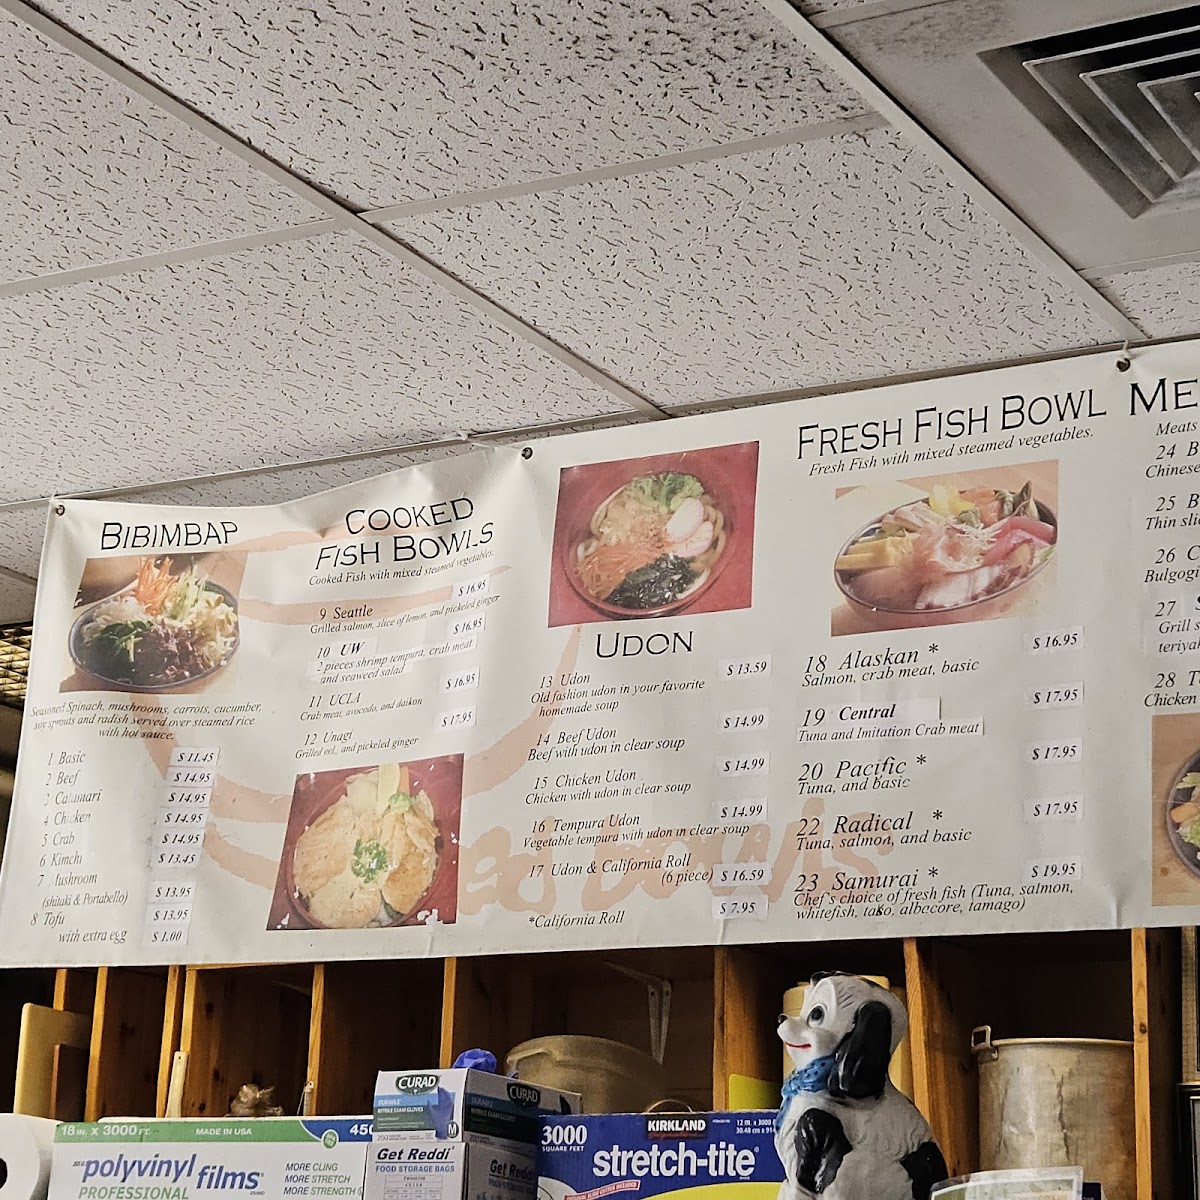 BIBIMBAP
Seasoned Spinach, mushrooms, carrots, cucumber,
soy sprouts and radish served over steamed rice
with hot sauce.
1 Basic $ 11.45
2 Beef $ 14.95
3 Calamari $ 14.95
4 Chicken $ 14.95
5 Crab $ 14.95
6 Kimchi $ 13.45
7 Mushroom
(shitaki & Portabello) $ 13.95
8 Tofu $ 13.95
with extra egg $ 1.00
COOKED
FISH BOWLS
Cooked Fish with mixed steamed vegetables.
9 Seattle $ 16.95
Grilled salmon, slice of lemon, and pickeled ginger
10 UW $ 16.95
2 pieces shrimp tempura, crab meat
and seaweed salad
11 UCLA $ 16.95
Crab meat, avocodo, and daikon
12 Unagi $ 17.95
Grilled eel, and pickeled ginger
UDON
13 Udon $ 13.59
Old fashion udon in your favorite
homemade soup
14 Beef Udon $ 14.99
Beef with udon in clear soup
15 Chicken Udon $ 14.99
Chicken with udon in clear soup
16 Tempura Udon $ 14.99
Vegetable tempura with udon in clear soup
17 Udon & California Roll
(6 piece) $ 16.59
*California Roll $ 7.95
FRESH FISH BOWL
Fresh Fish with mixed steamed vegetables.
18 Alaskan * $ 16.95
Salmon, crab meat, basic
19 Central $ 17.95
Tuna and Imitation Crab meat
20 Pacific * $ 17.95
Tuna, and basic
22 Radical * $ 17.95
Tuna, salmon, and basic
23 Samurai * $ 19.95
Chef's choice of fresh fish (Tuna, salmon,
whitefish, tako, albacore, tamago)
Meats
24 B
Chinese
25 B
Thin
26 C
Bulgogi
27
Grill
28 T
Chicken
bowls
18 IN. X 3000 FT. MADE IN USA 450
polyvinyl films
PROFESSIONAL
MORE CLING
MORE STRETCH
MORE STRENGTH
CURAD
CURAD
NITRILE EXAM GLOVES
M
Get Reddi
FOOD STORAGE BAGS
Get Reddi
3000
SQUARE FEET
KIRKLAND
stretch-tite